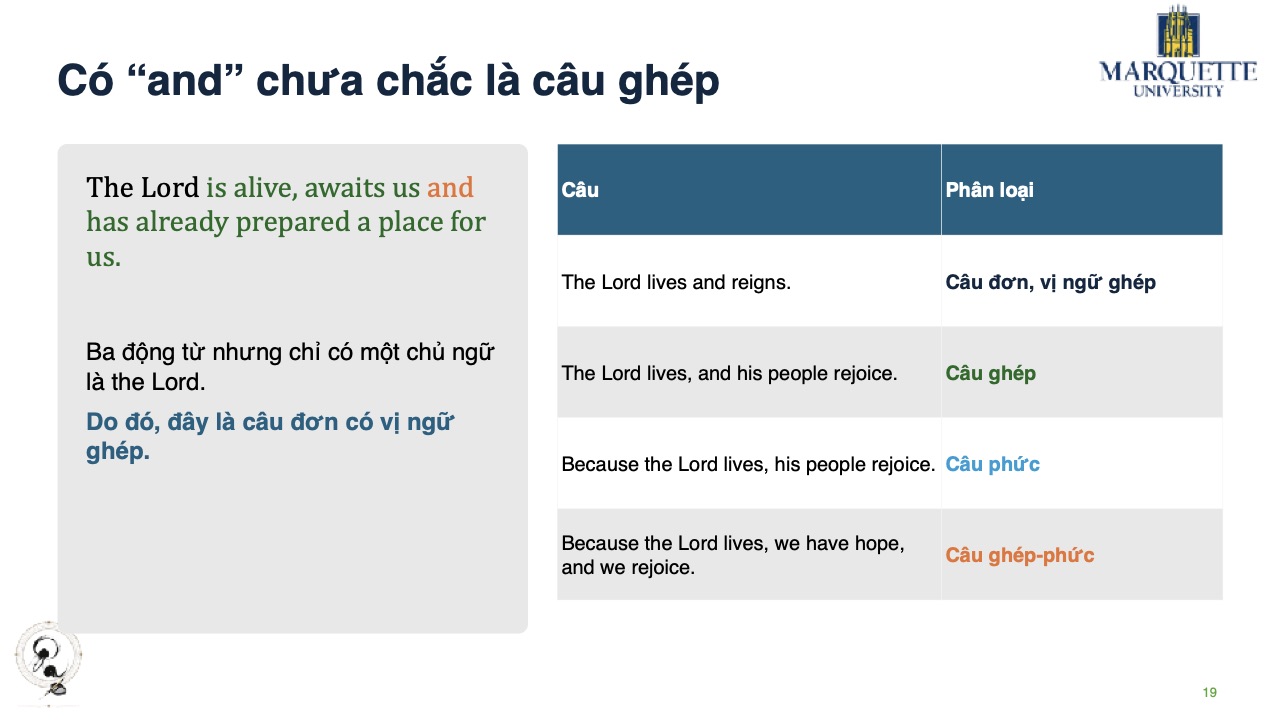 MARQUETTE
UNIVERSITY
Có “and” chưa chắc là câu ghép
The Lord is alive, awaits us and
has already prepared a place for
us.
Ba động từ nhưng chỉ có một chủ ngữ
là the Lord.
Do đó, đây là câu đơn có vị ngữ
ghép.
Câu
Phân loại
The Lord lives and reigns.
Câu đơn, vị ngữ ghép
The Lord lives, and his people rejoice.
Câu ghép
Because the Lord lives, his people rejoice.
Câu phức
Because the Lord lives, we have hope,
and we rejoice.
Câu ghép-phức
19